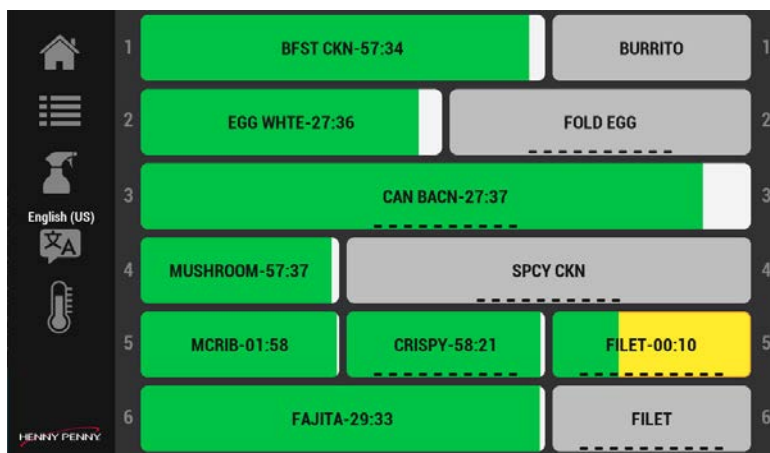 1 BFST CKN-57:34 BURRITO 1
2 EGG WHTE-27:36 FOLD EGG 2
3 CAN BACN-27:37 3
English (US)
文A
4 MUSHROOM-57:37 SPCY CKN 4
5 MCRIB-01:58 CRISPY-58:21 FILET-00:10 5
6 FAJITA-29:33 FILET 6
HENNY PENNY